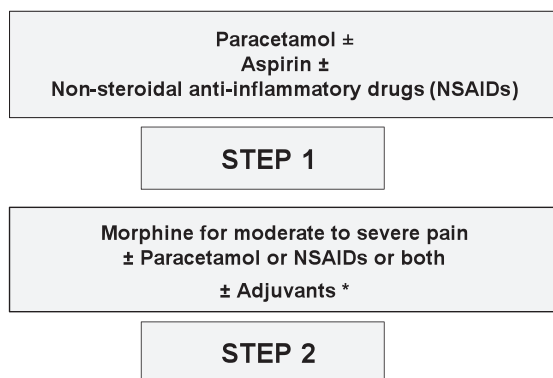 Paracetamol ±
Aspirin ±
Non-steroidal anti-inflammatory drugs (NSAIDs)
STEP 1
Morphine for moderate to severe pain
± Paracetamol or NSAIDs or both
± Adjuvants *
STEP 2